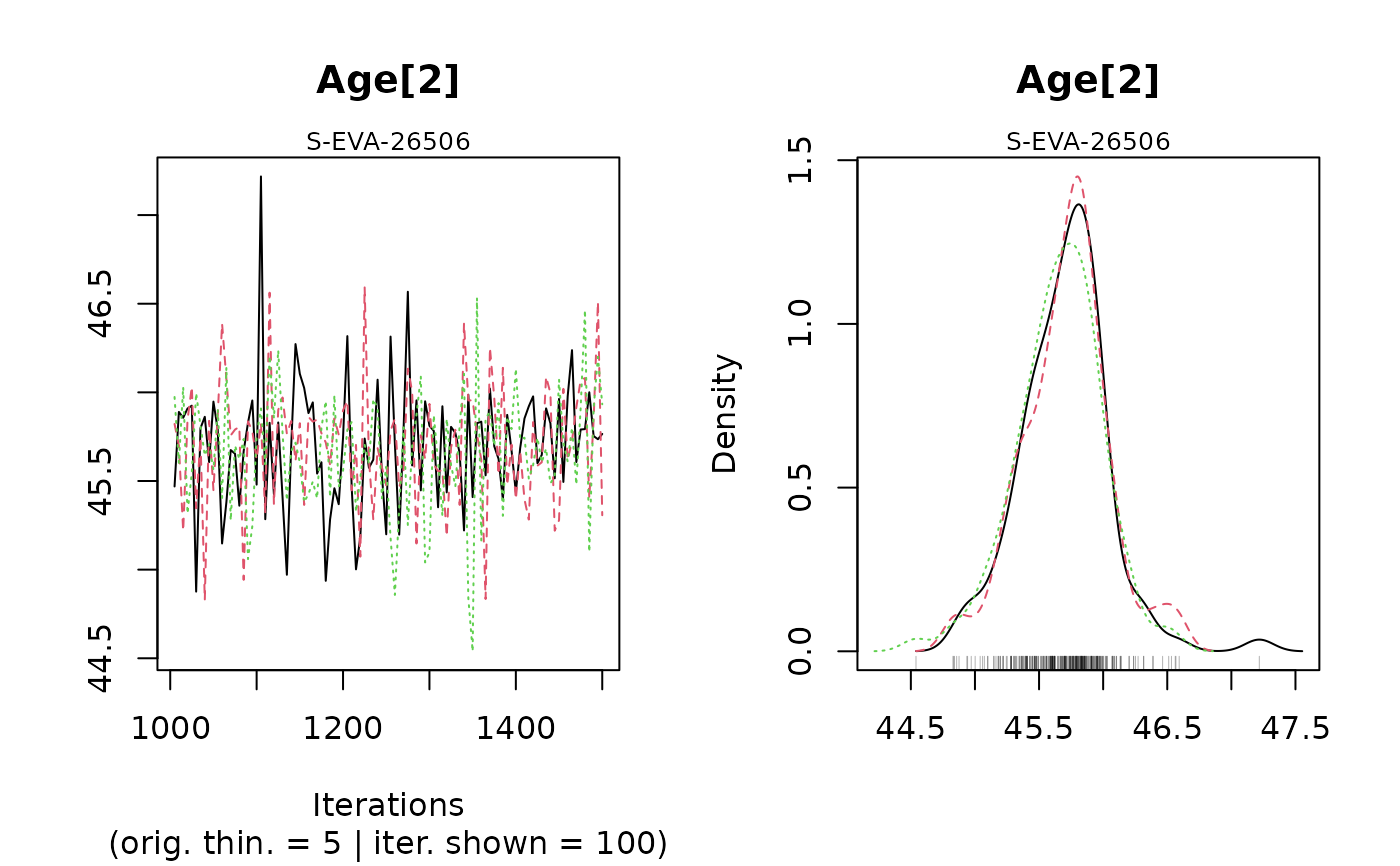 Age[2]
S-EVA-26506
44.5 45.5 46.5
1000 1200 1400
Iterations
(orig. thin. = 5 | iter. shown = 100)
Age[2]
S-EVA-26506
Density
0.0 0.5 1.0 1.5
44.5 45.5 46.5 47.5